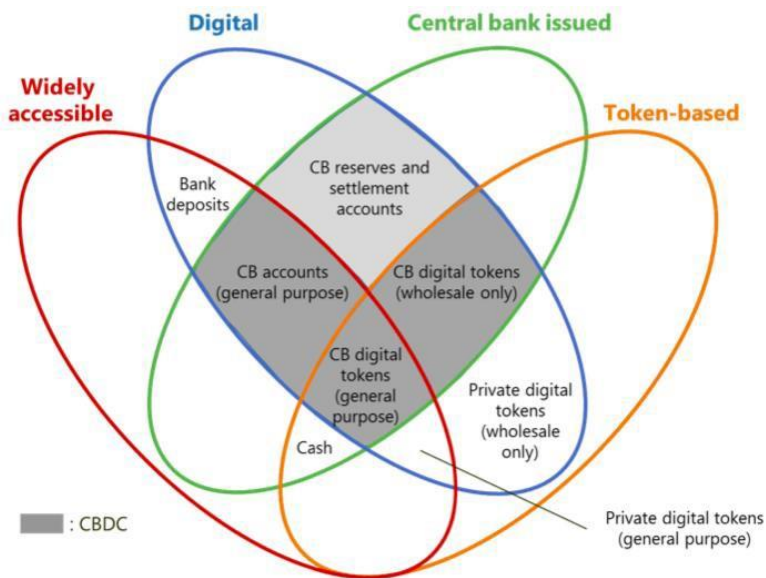 Digital
Central bank issued
Widely
accessible
Token-based
Bank
deposits
CB reserves and
settlement
accounts
CB accounts
(general purpose)
CB digital tokens
(wholesale only)
CB digital
tokens
(general
purpose)
Private digital
tokens
(wholesale
only)
Cash
: CBDC
Private digital tokens
(general purpose)